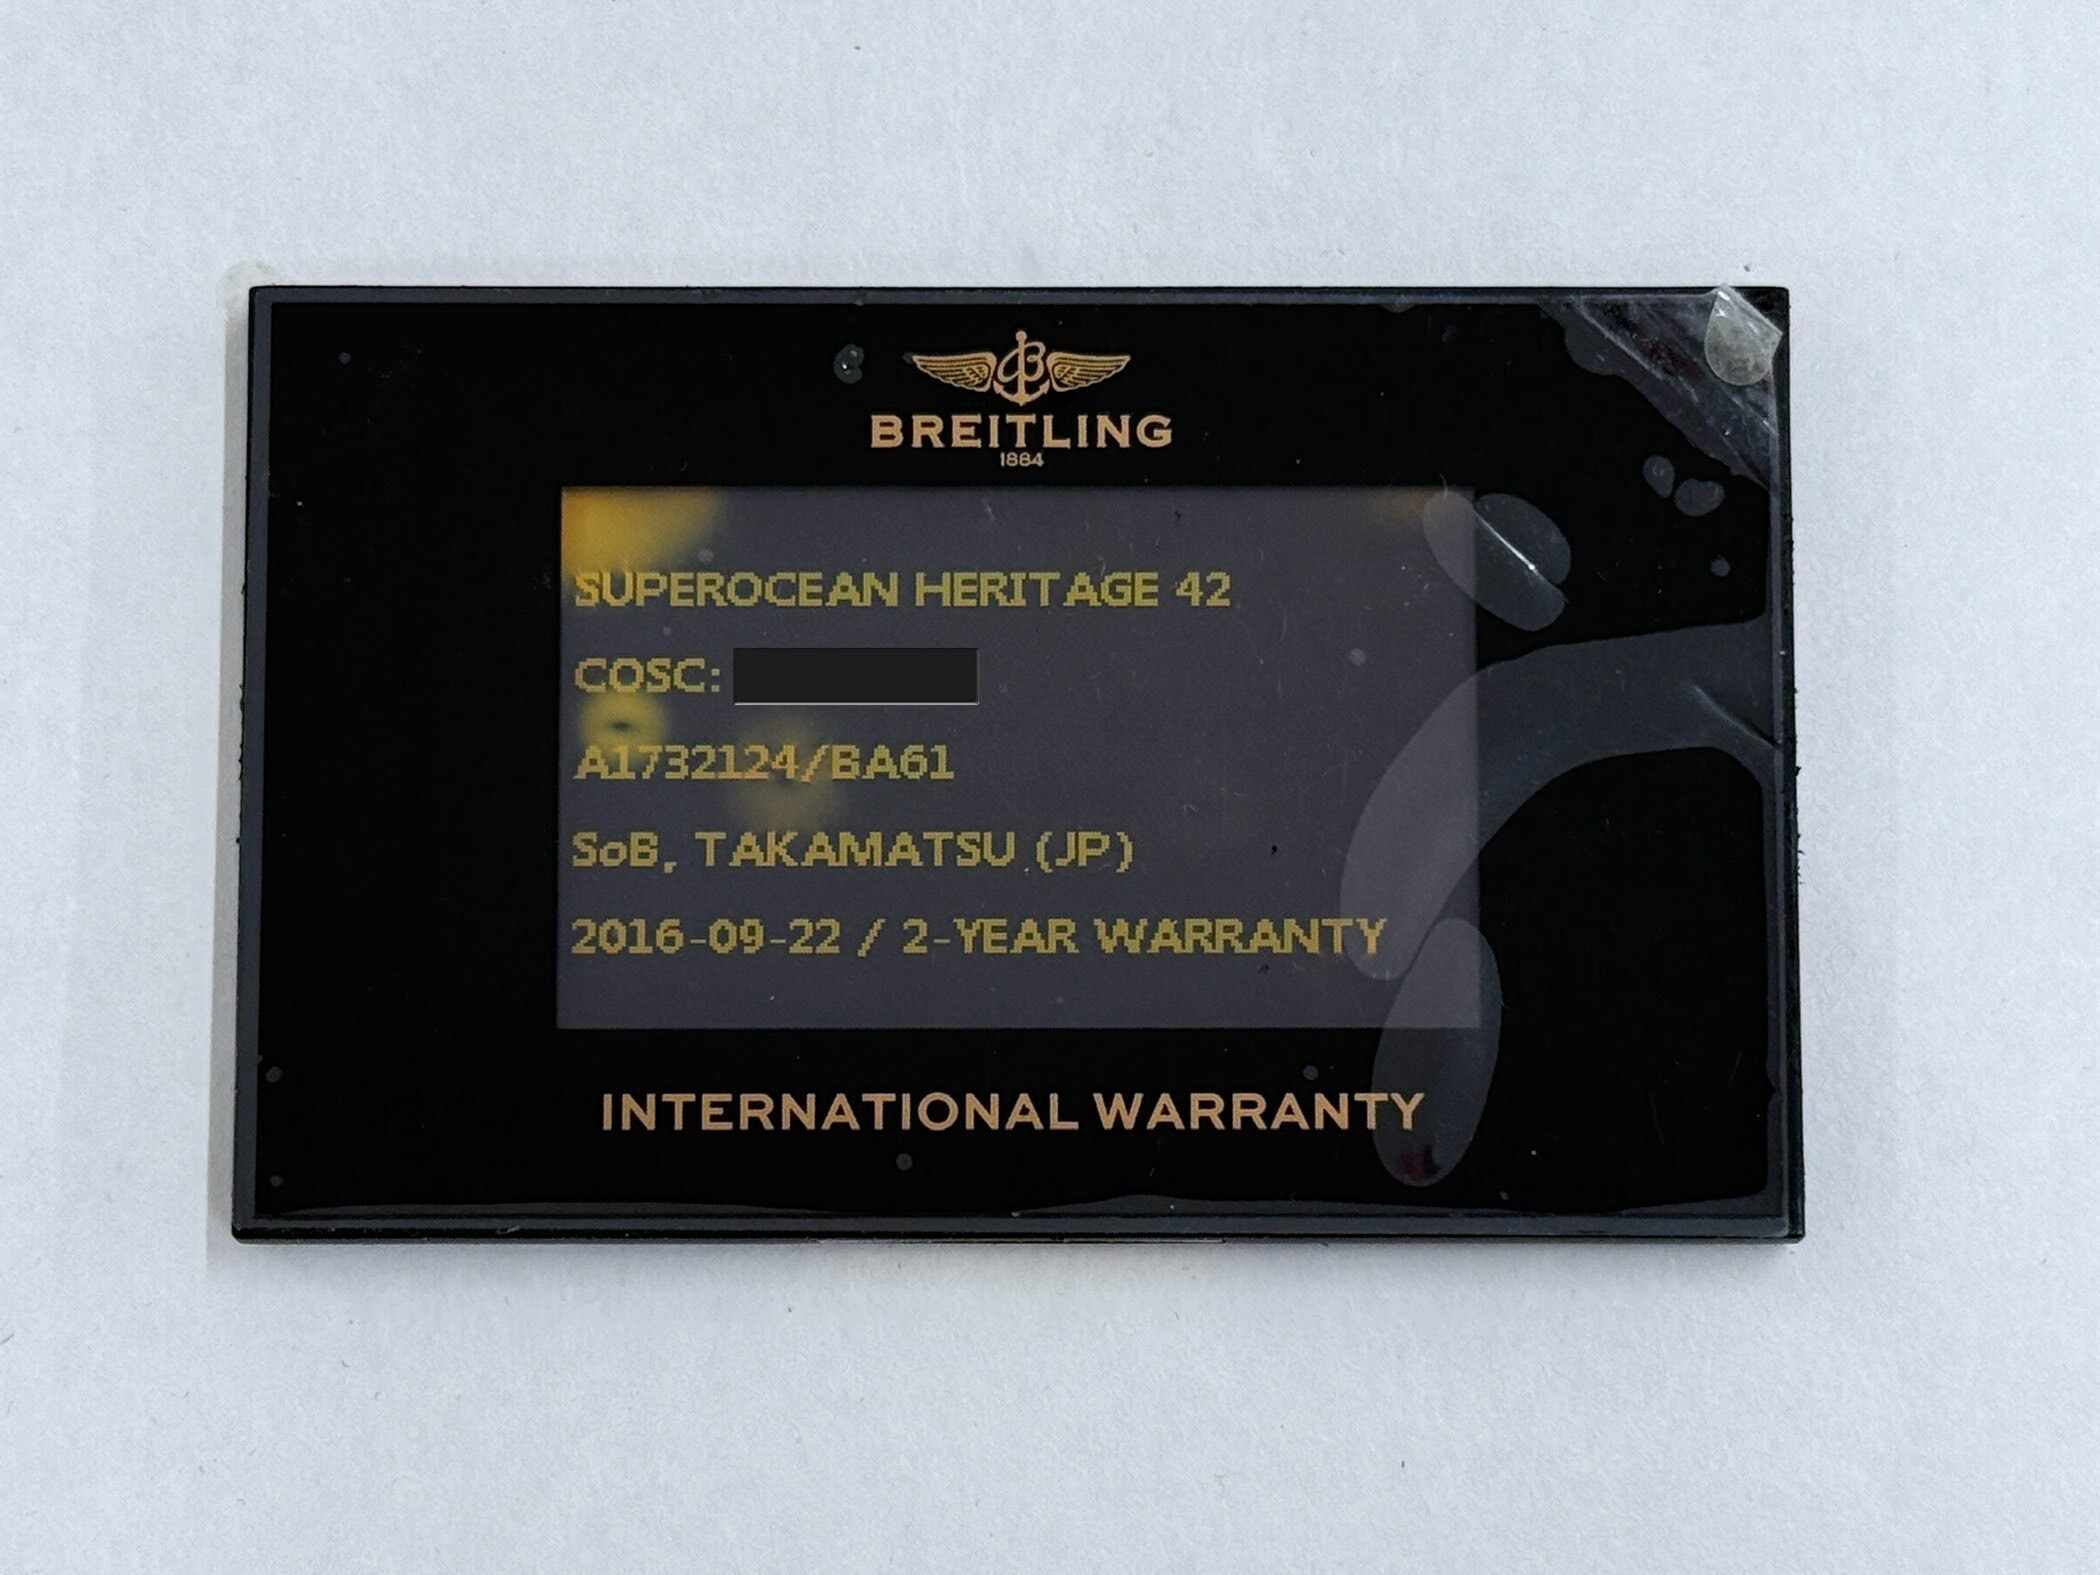 BREITLING
1884
SUPEROCEAN HERITAGE 42
COSC:
A1732124/BA61
SoB, TAKAMATSU (JP)
2016-09-22 / 2-YEAR WARRANTY
INTERNATIONAL WARRANTY